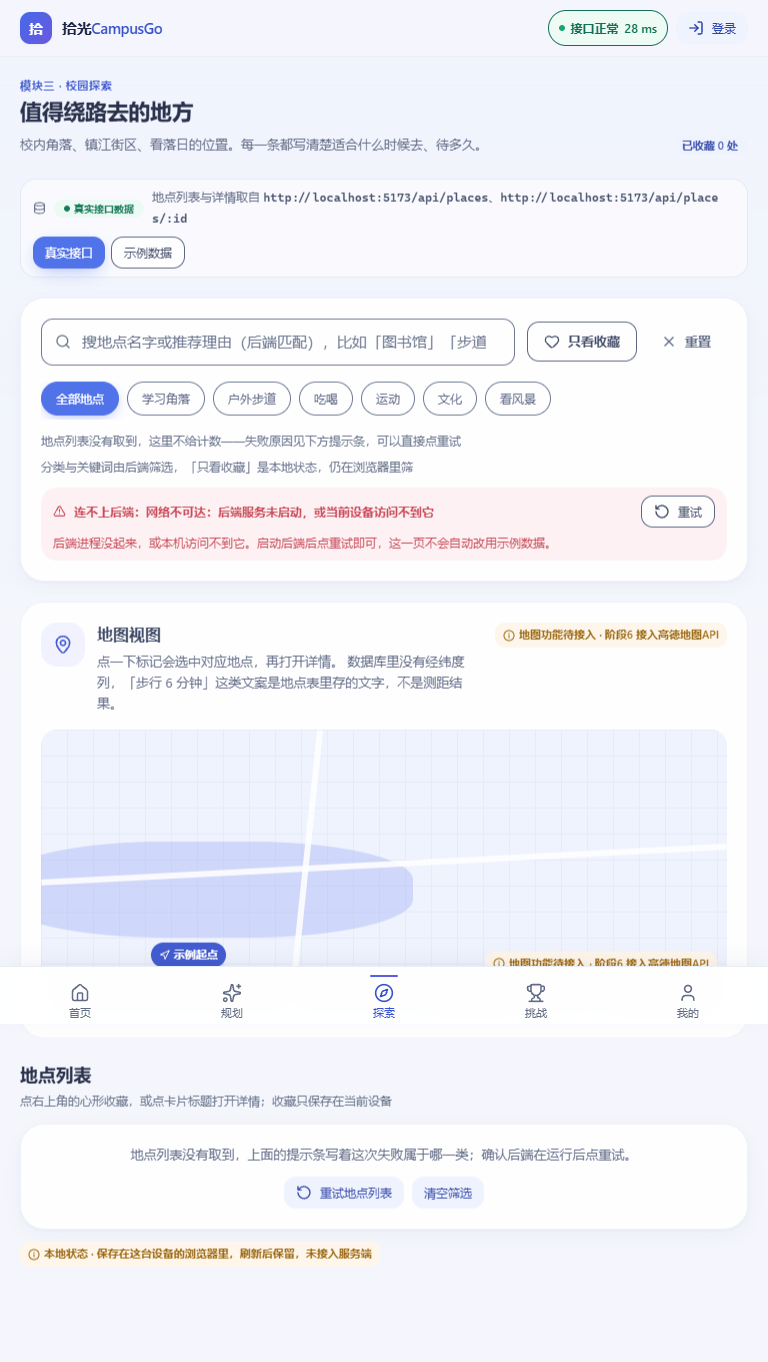 拾 拾光CampusGo
接口正常 28 ms
登录
模块三 · 校园探索
值得绕路去的地方
校内角落、镇江街区、看落日的位置。每一条都写清楚适合什么时候去、待多久。
已收藏 0 处
真实接口数据
地点列表与详情取自 http://localhost:5173/api/places、http://localhost:5173/api/place
s/:id
真实接口
示例数据
搜地点名字或推荐理由（后端匹配），比如「图书馆」「步道
只看收藏
重置
全部地点
学习角落
户外步道
吃喝
运动
文化
看风景
地点列表没有取到，这里不给计数——失败原因见下方提示条，可以直接点重试
分类与关键词由后端筛选，「只看收藏」是本地状态，仍在浏览器里筛
连不上后端：网络不可达：后端服务未启动，或当前设备访问不到它
重试
后端进程没起来，或本机访问不到它。启动后端后点重试即可，这一页不会自动改用示例数据。
地图视图
地图功能待接入 · 阶段6 接入高德地图API
点一下标记会选中对应地点，再打开详情。 数据库里没有经纬度
列，「步行 6 分钟」这类文案是地点表里存的文字，不是测距结
果。
示例起点
地图功能待接入 · 阶段6 接入高德地图API
首页
规划
探索
挑战
我的
地点列表
点右上角的心形收藏，或点卡片标题打开详情；收藏只保存在当前设备
地点列表没有取到，上面的提示条写着这次失败属于哪一类；确认后端在运行后点重试。
重试地点列表
清空筛选
本地状态 · 保存在这台设备的浏览器里，刷新后保留，未接入服务端